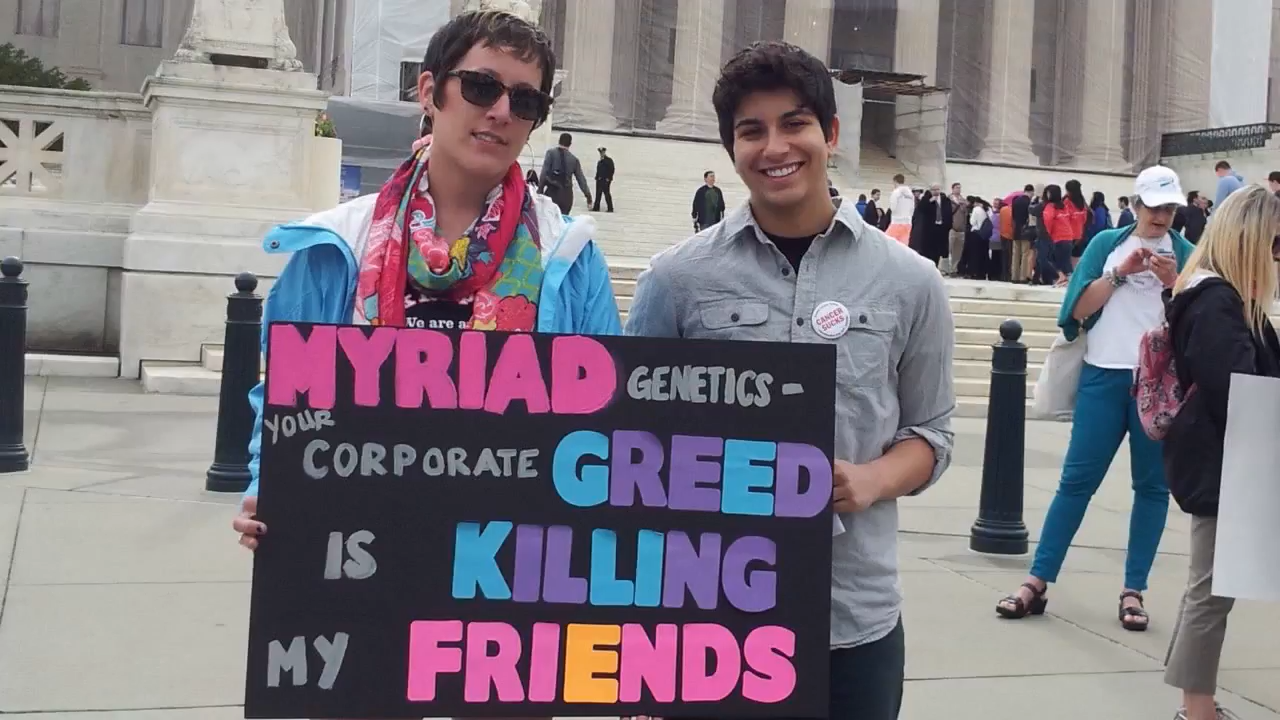 We are a
MYRIAD GENETICS -
YOUR
CORPORATE GREED
IS KILLING
MY FRIENDS
CANCER
SUCKS